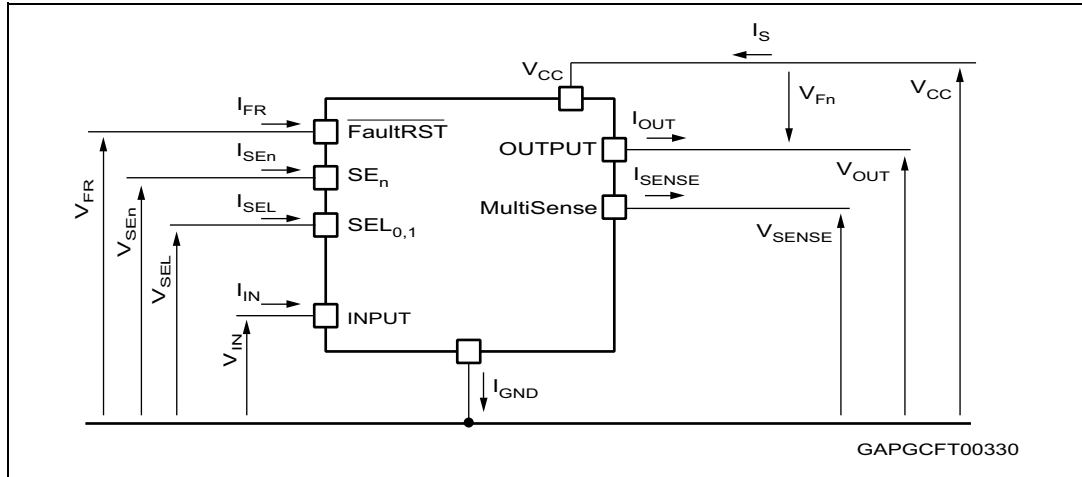 I_S
V_CC
V_Fn
V_CC
I_FR
FaultRST
I_OUT
OUTPUT
I_SEn
SE_n
I_SENSE
MultiSense
V_OUT
V_FR
V_SEn
I_SEL
SEL_0,1
V_SENSE
V_SEL
I_IN
INPUT
V_IN
I_GND
GAPGCFT00330